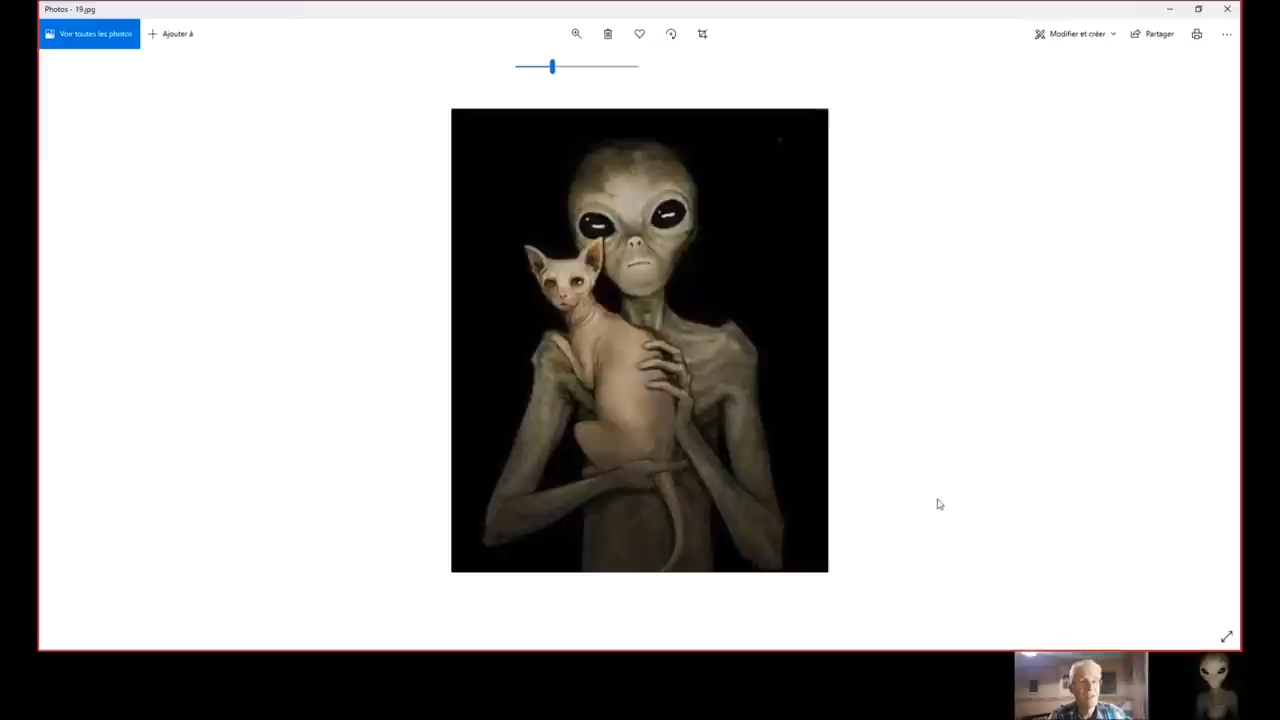 Photos - 19.jpg
Voir toutes les photos
Ajouter à
Modifier et créer
Partager